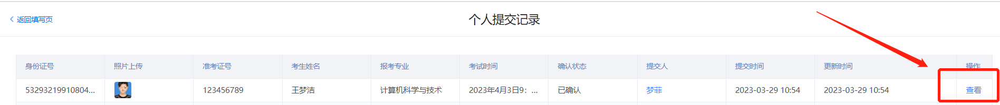 返回填写页
个人提交记录
身份证号 照片上传 准考证号 考生姓名 报考专业 考试时间 确认状态 提交人 提交时间 更新时间 操作
53293219910804... 123456789 王梦洁 计算机科学与技术 2023年4月3日9：... 已确认 梦菲 2023-03-29 10:54 2023-03-29 10:54 查看